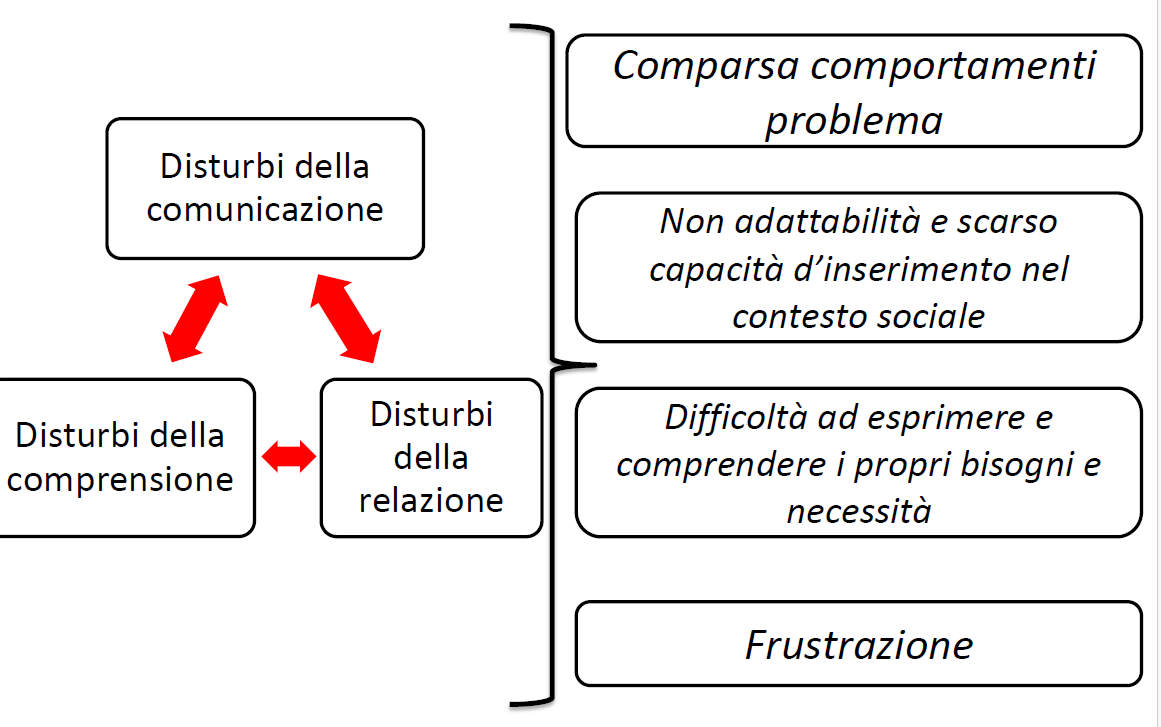 Disturbi della
comunicazione
Disturbi della
comprensione
Disturbi
della
relazione
Comparsa comportamenti
problema
Non adattabilità e scarso
capacità d’inserimento nel
contesto sociale
Difficoltà ad esprimere e
comprendere i propri bisogni e
necessità
Frustrazione